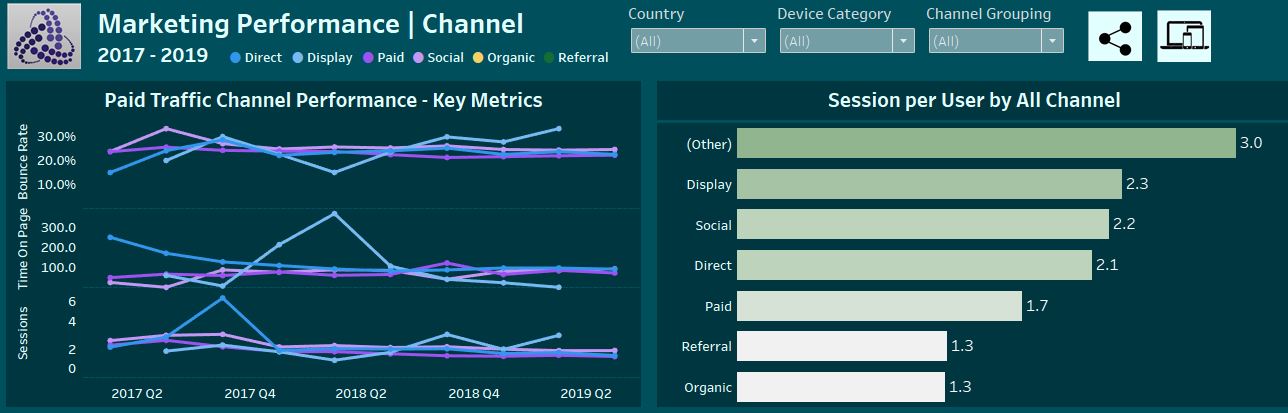 Marketing Performance | Channel
2017 - 2019
Direct Display Paid Social Organic Referral
Country
(All)
Device Category
(All)
Channel Grouping
(All)
Paid Traffic Channel Performance - Key Metrics
Bounce Rate
30.0%
20.0%
10.0%
Time On Page
300.0
200.0
100.0
Sessions
6
4
2
0
2017 Q2 2017 Q4 2018 Q2 2018 Q4 2019 Q2
Session per User by All Channel
(Other) 3.0
Display 2.3
Social 2.2
Direct 2.1
Paid 1.7
Referral 1.3
Organic 1.3